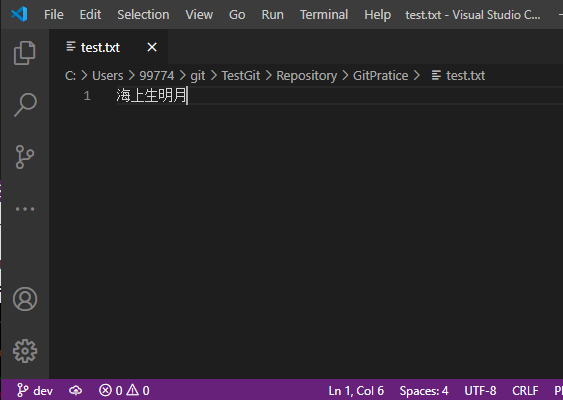 File Edit Selection View Go Run Terminal Help test.txt - Visual Studio C...
test.txt
C: > Users > 99774 > git > TestGit > Repository > GitPratice > test.txt
1 海上生明月
dev 0 0 Ln 1, Col 6 Spaces: 4 UTF-8 CRLF